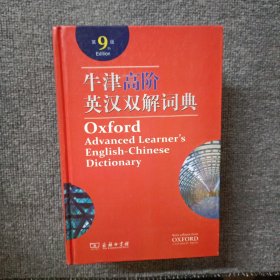 第9版
Edition
牛津高阶
英汉双解词典
Oxford
Advanced Learner's
English-Chinese
Dictionary
商务印书馆
OXFORD